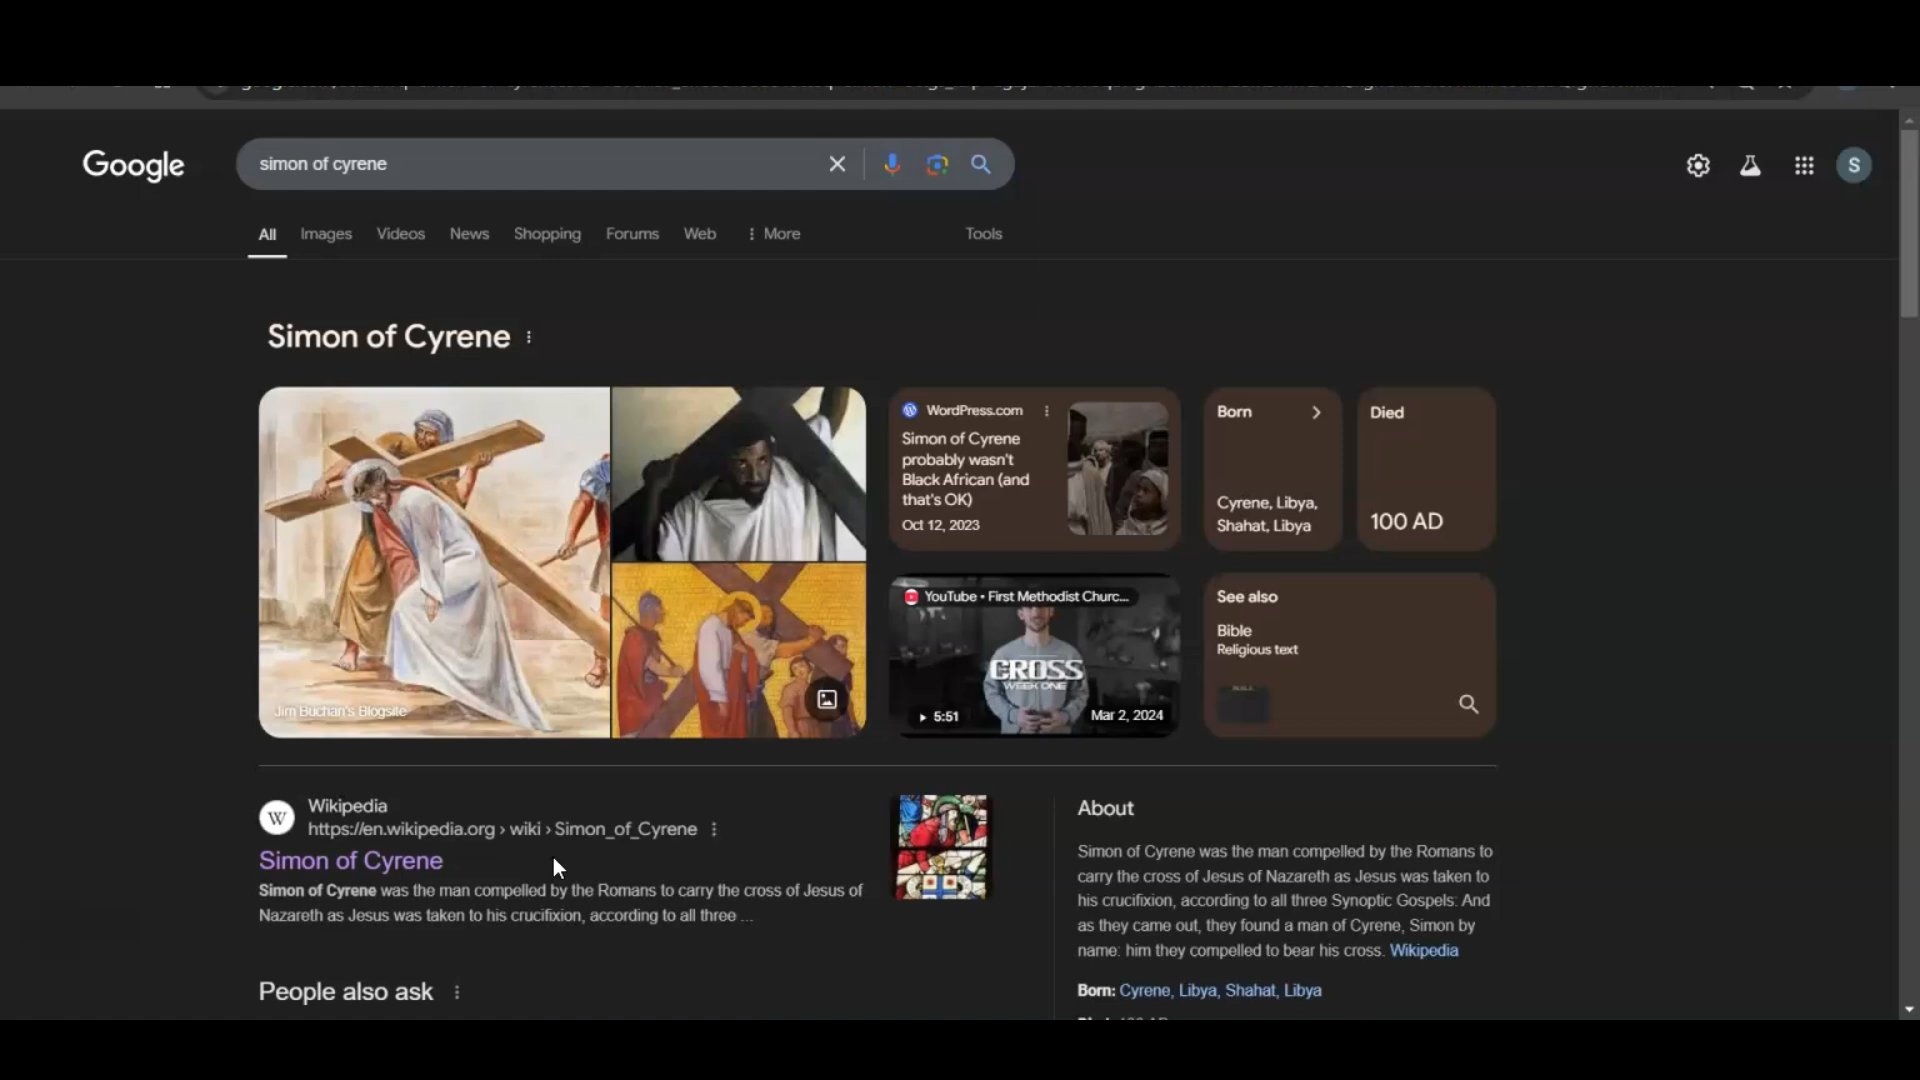 Google
simon of cyrene
All Images Videos News Shopping Forums Web More Tools
S
Simon of Cyrene
Jim Buchan's Blogsite
WordPress.com
Simon of Cyrene
probably wasn't
Black African (and
that's OK)
Oct 12, 2023
Born
Cyrene, Libya,
Shahat, Libya
Died
100 AD
YouTube • First Methodist Churc...
CROSS
WEEK ONE
5:51
Mar 2, 2024
See also
Bible
Religious text
W
Wikipedia
https://en.wikipedia.org › wiki › Simon_of_Cyrene
Simon of Cyrene
Simon of Cyrene was the man compelled by the Romans to carry the cross of Jesus of
Nazareth as Jesus was taken to his crucifixion, according to all three ...
People also ask
About
Simon of Cyrene was the man compelled by the Romans to
carry the cross of Jesus of Nazareth as Jesus was taken to
his crucifixion, according to all three Synoptic Gospels: And
as they came out, they found a man of Cyrene, Simon by
name: him they compelled to bear his cross. Wikipedia
Born: Cyrene, Libya, Shahat, Libya